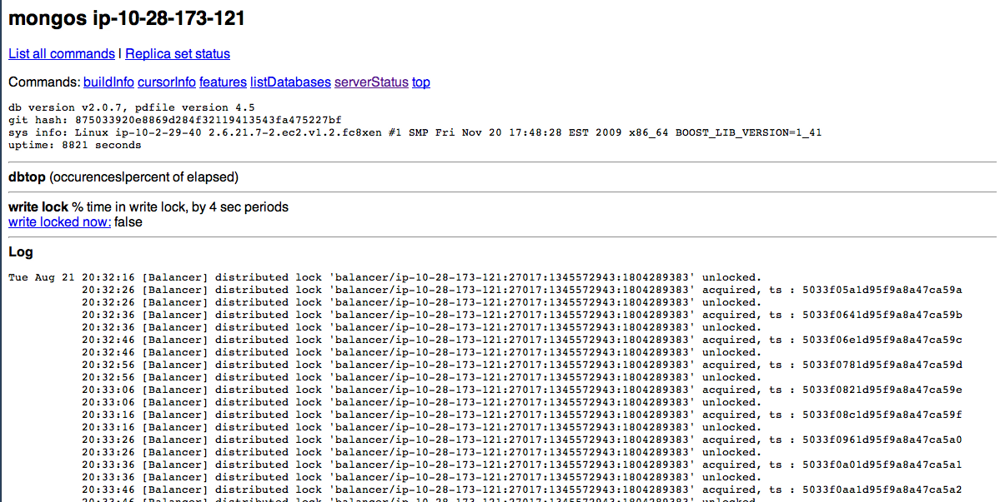 mongos ip-10-28-173-121
List all commands | Replica set status
Commands: buildInfo cursorInfo features listDatabases serverStatus top
db version v2.0.7, pdfile version 4.5
git hash: 875033920e8869d284f32119413543fa475227bf
sys info: Linux ip-10-2-29-40 2.6.21.7-2.ec2.v1.2.fc8xen #1 SMP Fri Nov 20 17:48:28 EST 2009 x86_64 BOOST_LIB_VERSION=1_41
uptime: 8821 seconds
dbtop (occurences|percent of elapsed)
write lock % time in write lock, by 4 sec periods
write locked now: false
Log
Tue Aug 21 20:32:16 [Balancer] distributed lock 'balancer/ip-10-28-173-121:27017:1345572943:1804289383' unlocked.
20:32:26 [Balancer] distributed lock 'balancer/ip-10-28-173-121:27017:1345572943:1804289383' acquired, ts : 5033f05a1d95f9a8a47ca59a
20:32:26 [Balancer] distributed lock 'balancer/ip-10-28-173-121:27017:1345572943:1804289383' unlocked.
20:32:36 [Balancer] distributed lock 'balancer/ip-10-28-173-121:27017:1345572943:1804289383' acquired, ts : 5033f0641d95f9a8a47ca59b
20:32:36 [Balancer] distributed lock 'balancer/ip-10-28-173-121:27017:1345572943:1804289383' unlocked.
20:32:46 [Balancer] distributed lock 'balancer/ip-10-28-173-121:27017:1345572943:1804289383' acquired, ts : 5033f06e1d95f9a8a47ca59c
20:32:46 [Balancer] distributed lock 'balancer/ip-10-28-173-121:27017:1345572943:1804289383' unlocked.
20:32:56 [Balancer] distributed lock 'balancer/ip-10-28-173-121:27017:1345572943:1804289383' acquired, ts : 5033f0781d95f9a8a47ca59d
20:32:56 [Balancer] distributed lock 'balancer/ip-10-28-173-121:27017:1345572943:1804289383' unlocked.
20:33:06 [Balancer] distributed lock 'balancer/ip-10-28-173-121:27017:1345572943:1804289383' acquired, ts : 5033f0821d95f9a8a47ca59e
20:33:06 [Balancer] distributed lock 'balancer/ip-10-28-173-121:27017:1345572943:1804289383' unlocked.
20:33:16 [Balancer] distributed lock 'balancer/ip-10-28-173-121:27017:1345572943:1804289383' acquired, ts : 5033f08c1d95f9a8a47ca59f
20:33:16 [Balancer] distributed lock 'balancer/ip-10-28-173-121:27017:1345572943:1804289383' unlocked.
20:33:26 [Balancer] distributed lock 'balancer/ip-10-28-173-121:27017:1345572943:1804289383' acquired, ts : 5033f0961d95f9a8a47ca5a0
20:33:26 [Balancer] distributed lock 'balancer/ip-10-28-173-121:27017:1345572943:1804289383' unlocked.
20:33:36 [Balancer] distributed lock 'balancer/ip-10-28-173-121:27017:1345572943:1804289383' acquired, ts : 5033f0a01d95f9a8a47ca5a1
20:33:36 [Balancer] distributed lock 'balancer/ip-10-28-173-121:27017:1345572943:1804289383' unlocked.
20:33:46 [Balancer] distributed lock 'balancer/ip-10-28-173-121:27017:1345572943:1804289383' acquired, ts : 5033f0aa1d95f9a8a47ca5a2
20:33:46 [Balancer] distributed lock 'balancer/ip-10-28-173-121:27017:1345572943:1804289383' unlocked.